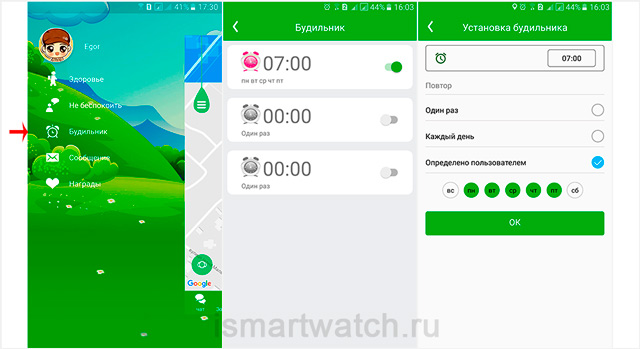 41% 17:30
Egor
Здоровье
Не беспокоить
Будильник
Сообщение
Награды
Google
чат
44% 16:03
Будильник
07:00
пн вт ср чт пт
00:00
Один раз
00:00
Один раз
44% 16:03
Установка будильника
07:00
Повтор
Один раз
Каждый день
Определено пользователем
вс пн вт ср чт пт сб
OK
ismartwatch.ru